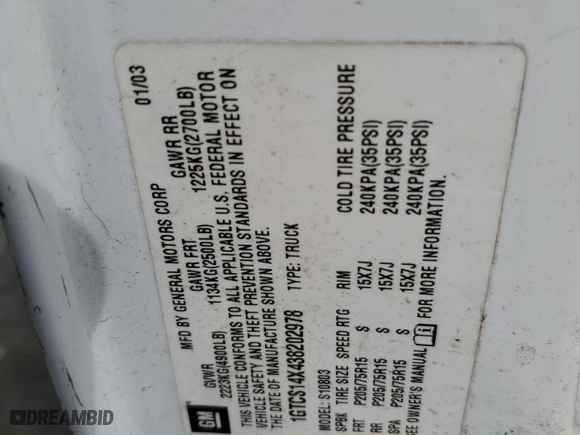 MFD BY GENERAL MOTORS CORP 01/03
GVWR GAWR FRT GAWR RR
2223KG(4900LB) 1134KG(2500LB) 1225KG(2700LB)
THIS VEHICLE CONFORMS TO ALL APPLICABLE U.S. FEDERAL MOTOR
VEHICLE SAFETY AND THEFT PREVENTION STANDARDS IN EFFECT ON
THE DATE OF MANUFACTURE SHOWN ABOVE.
1GTCS14X438202978 TYPE: TRUCK
MODEL: S10803
SPBK TIRE SIZE SPEED RTG RIM COLD TIRE PRESSURE
FRT P205/75R15 S 15X7J 240KPA(35PSI)
RR P205/75R15 S 15X7J 240KPA(35PSI)
SPA P205/75R15 S 15X7J 240KPA(35PSI)
SEE OWNER'S MANUAL FOR MORE INFORMATION.
GM
EPICVIN.COM